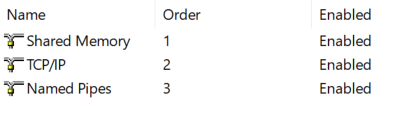 Name Order Enabled
Shared Memory 1 Enabled
TCP/IP 2 Enabled
Named Pipes 3 Enabled